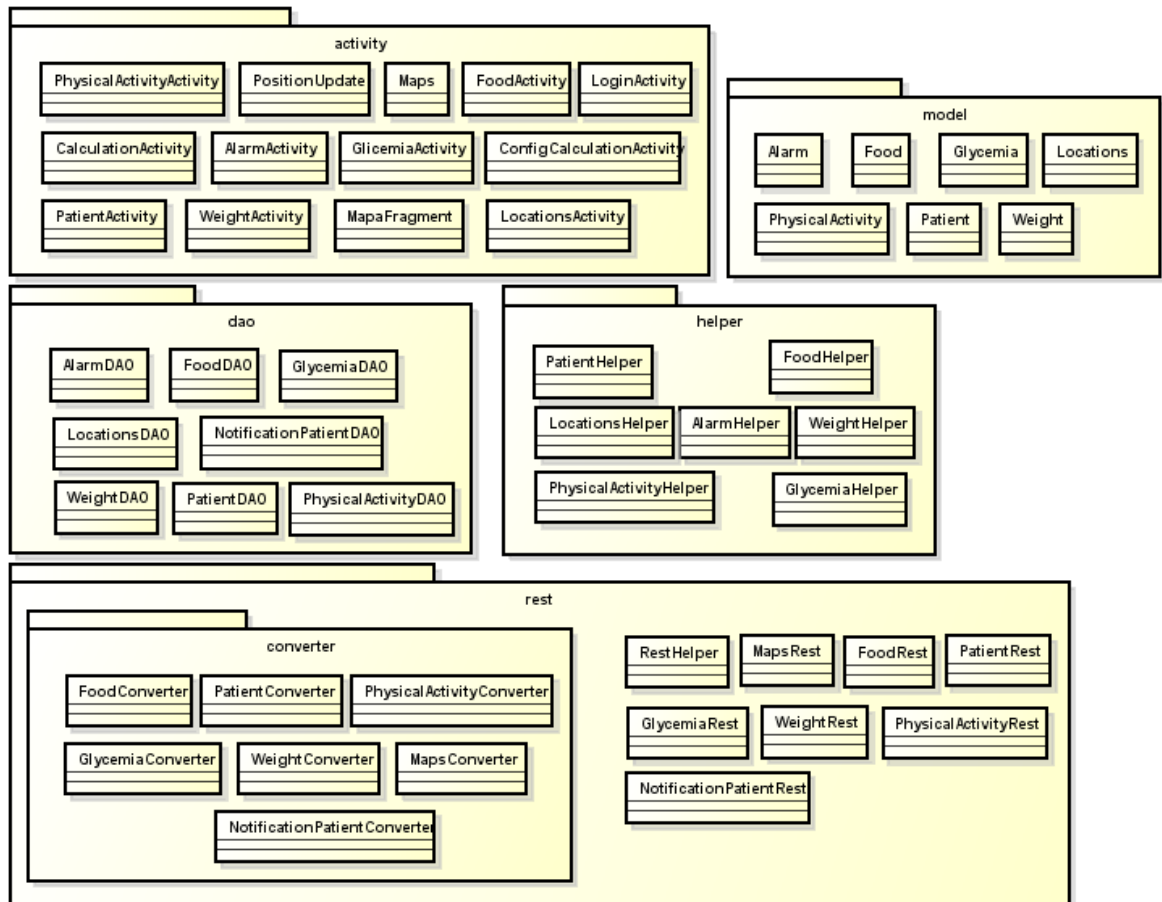 activity
PhysicalActivityActivity
PositionUpdate
Maps
FoodActivity
LoginActivity
CalculationActivity
AlarmActivity
GlicemiaActivity
ConfigCalculationActivity
PatientActivity
WeightActivity
MapaFragment
LocationsActivity
model
Alarm
Food
Glycemia
Locations
PhysicalActivity
Patient
Weight
dao
AlarmDAO
FoodDAO
GlycemiaDAO
LocationsDAO
NotificationPatientDAO
WeightDAO
PatientDAO
PhysicalActivityDAO
helper
PatientHelper
FoodHelper
LocationsHelper
AlarmHelper
WeightHelper
PhysicalActivityHelper
GlycemiaHelper
rest
converter
FoodConverter
PatientConverter
PhysicalActivityConverter
GlycemiaConverter
WeightConverter
MapsConverter
NotificationPatientConverter
RestHelper
MapsRest
FoodRest
PatientRest
GlycemiaRest
WeightRest
PhysicalActivityRest
NotificationPatientRest